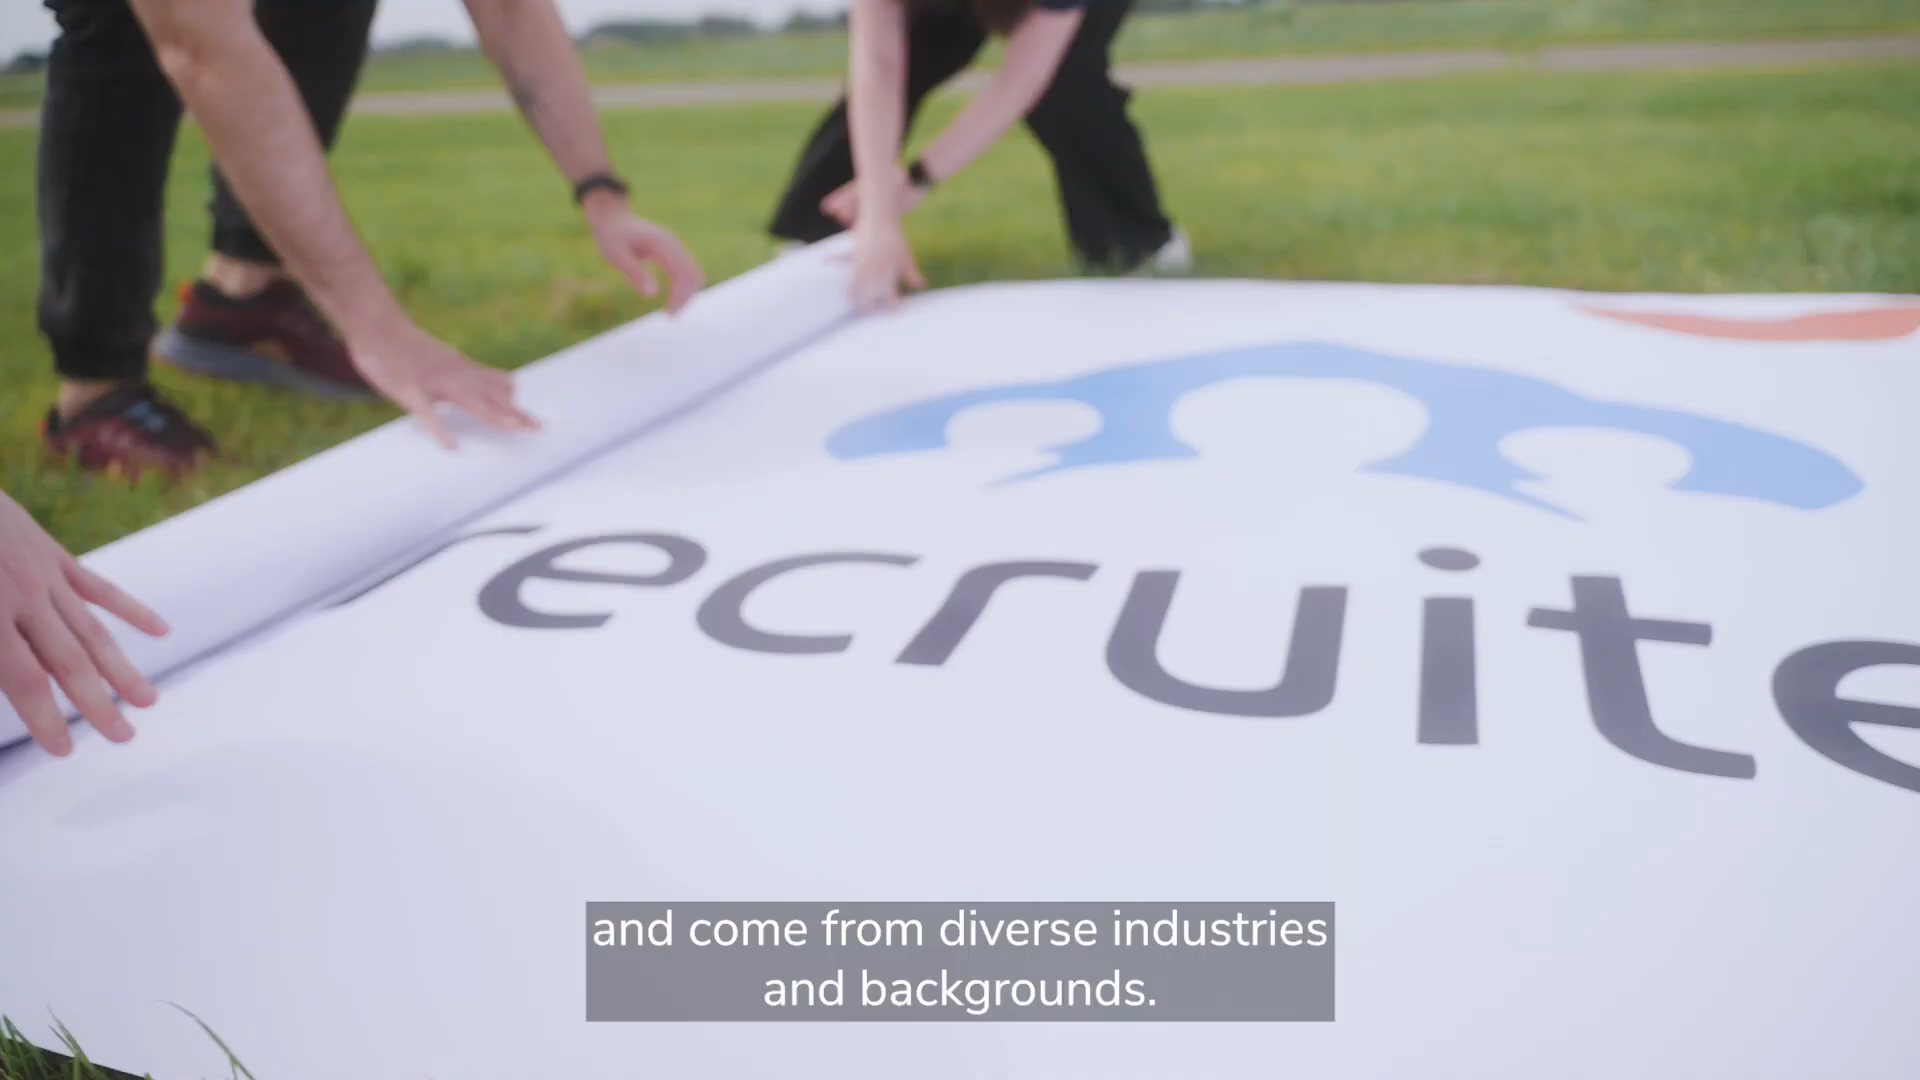 recruite
and come from diverse industries
and backgrounds.